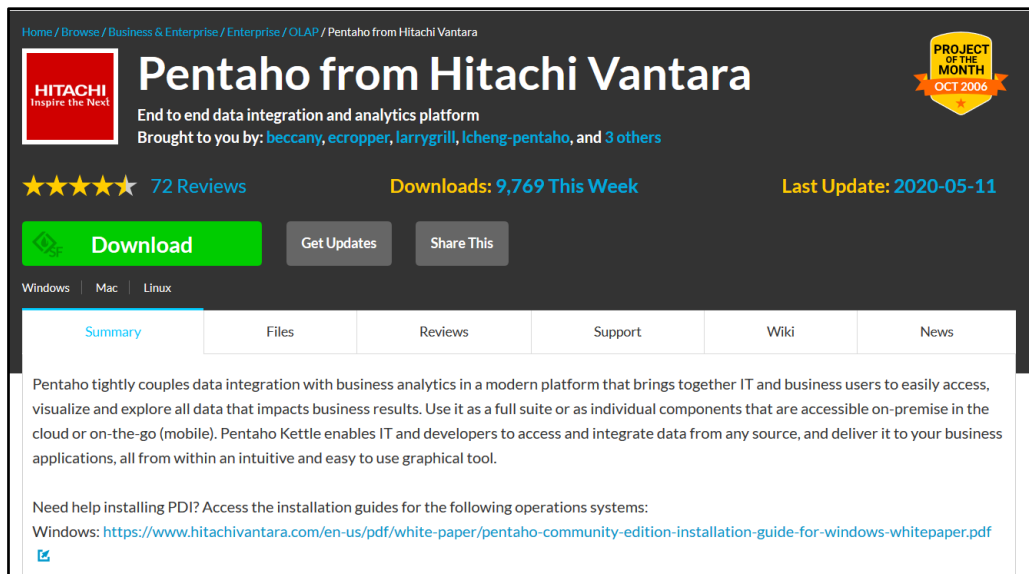 Home / Browse / Business & Enterprise / Enterprise / OLAP / Pentaho from Hitachi Vantara
HITACHI
Inspire the Next
Pentaho from Hitachi Vantara
PROJECT
OF THE
MONTH
OCT 2006
End to end data integration and analytics platform
Brought to you by: beccany, ecropper, larrygrill, lcheng-pentaho, and 3 others
72 Reviews
Downloads: 9,769 This Week
Last Update: 2020-05-11
SF
Download
Get Updates
Share This
Windows | Mac | Linux
Summary
Files
Reviews
Support
Wiki
News
Pentaho tightly couples data integration with business analytics in a modern platform that brings together IT and business users to easily access,
visualize and explore all data that impacts business results. Use it as a full suite or as individual components that are accessible on-premise in the
cloud or on-the-go (mobile). Pentaho Kettle enables IT and developers to access and integrate data from any source, and deliver it to your business
applications, all from within an intuitive and easy to use graphical tool.
Need help installing PDI? Access the installation guides for the following operations systems:
Windows: https://www.hitachivantara.com/en-us/pdf/white-paper/pentaho-community-edition-installation-guide-for-windows-whitepaper.pdf